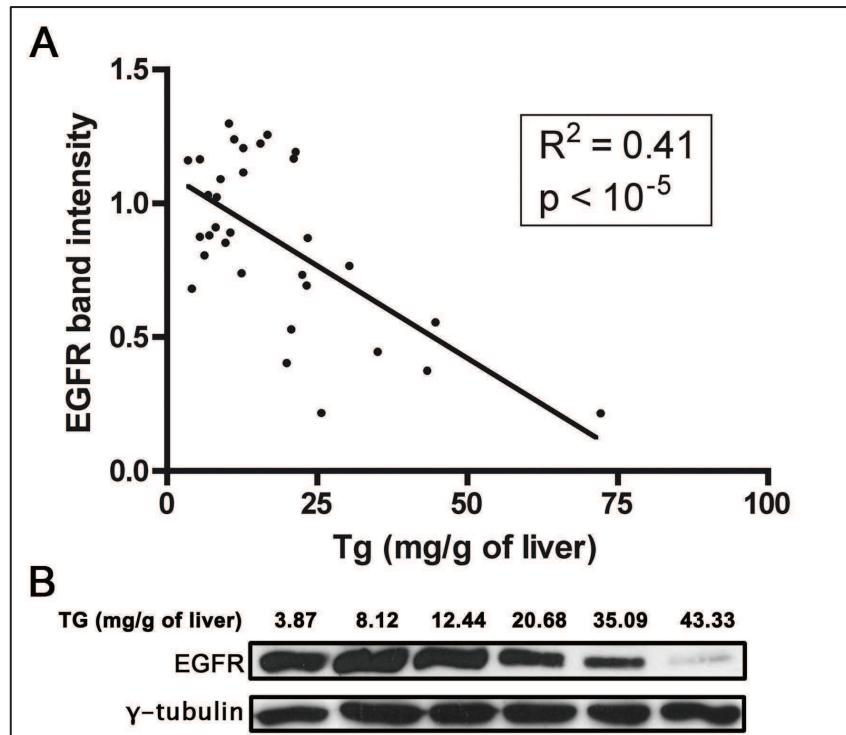 A
EGFR band intensity
1.5
1.0
0.5
0.0
R² = 0.41
p < 10⁻⁵
0 25 50 75 100
Tg (mg/g of liver)
B
TG (mg/g of liver) 3.87 8.12 12.44 20.68 35.09 43.33
EGFR
γ-tubulin